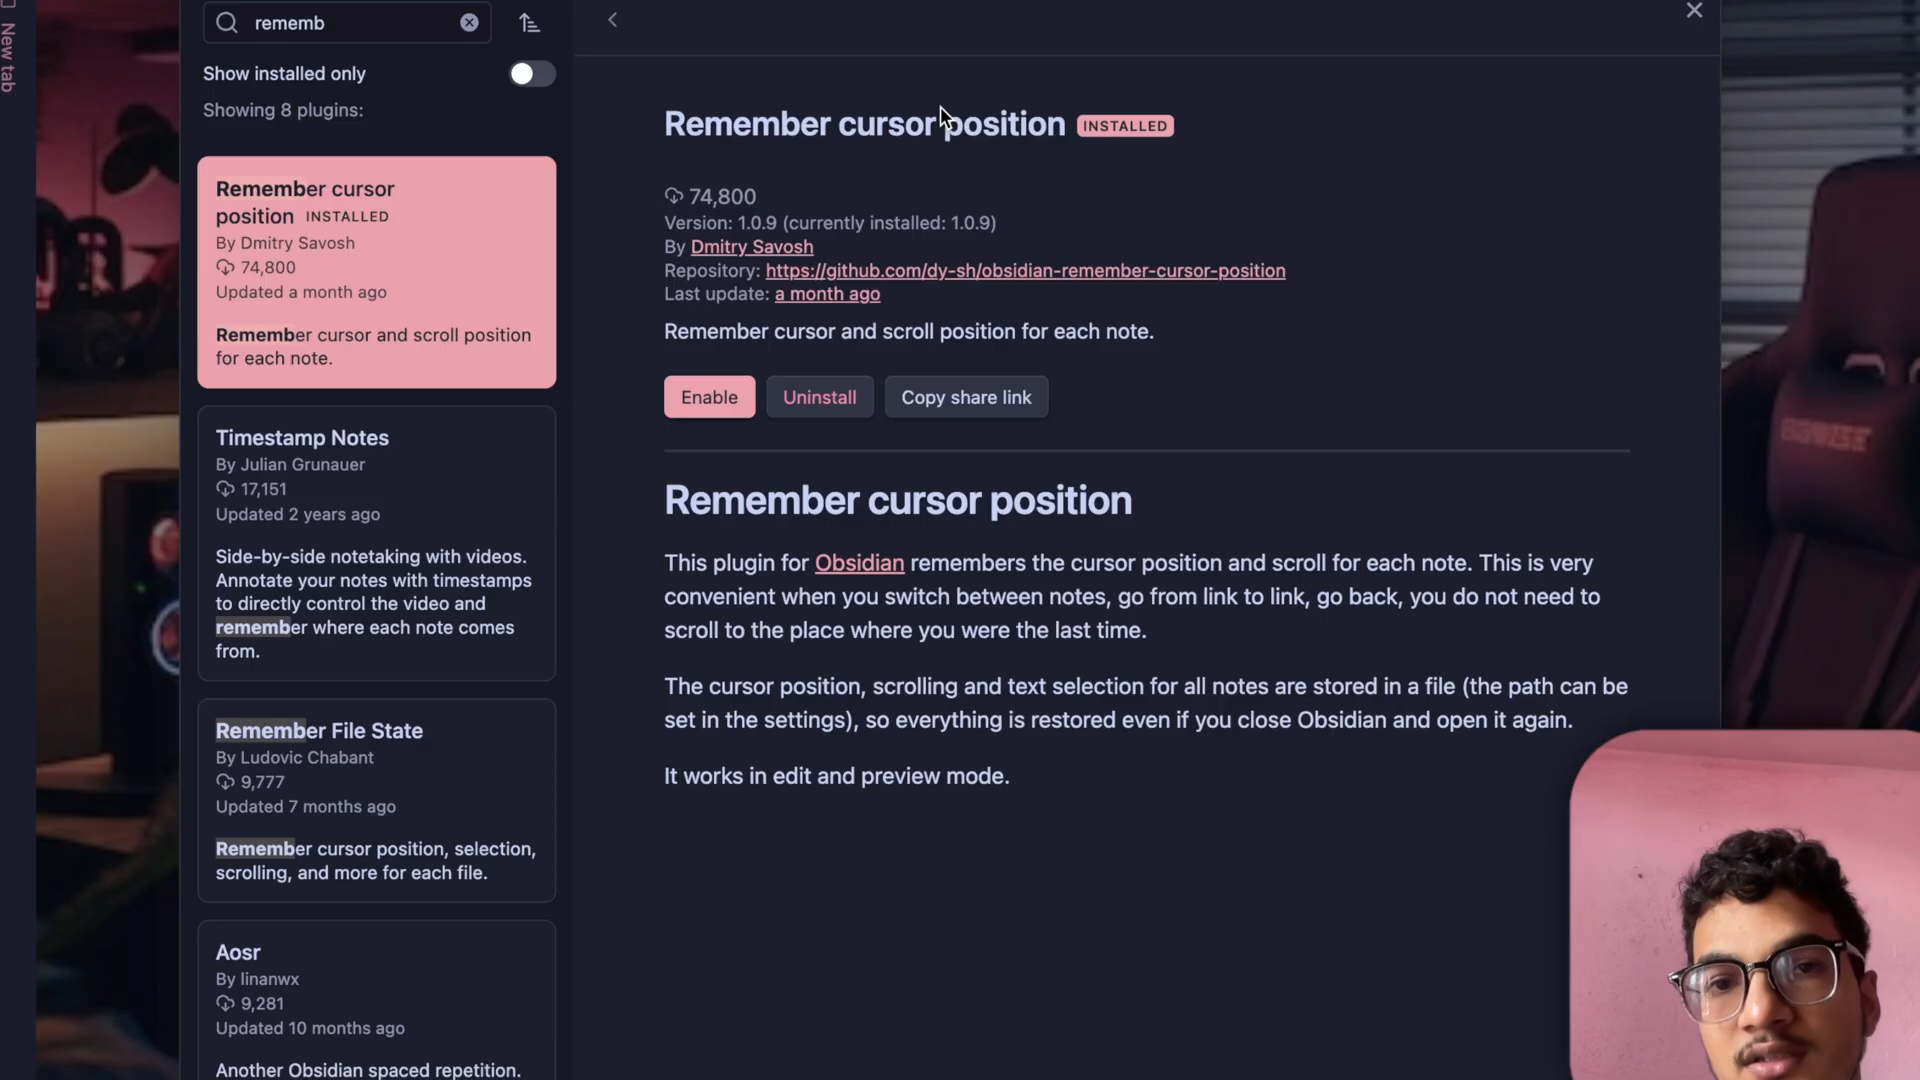 New tab
rememb
Show installed only
Showing 8 plugins:
Remember cursor
position INSTALLED
By Dmitry Savosh
74,800
Updated a month ago
Remember cursor and scroll position
for each note.
Timestamp Notes
By Julian Grunauer
17,151
Updated 2 years ago
Side-by-side notetaking with videos.
Annotate your notes with timestamps
to directly control the video and
remember where each note comes
from.
Remember File State
By Ludovic Chabant
9,777
Updated 7 months ago
Remember cursor position, selection,
scrolling, and more for each file.
Aosr
By linanwx
9,281
Updated 10 months ago
Another Obsidian spaced repetition.
Remember cursor position INSTALLED
74,800
Version: 1.0.9 (currently installed: 1.0.9)
By Dmitry Savosh
Repository: https://github.com/dy-sh/obsidian-remember-cursor-position
Last update: a month ago
Remember cursor and scroll position for each note.
Enable Uninstall Copy share link
Remember cursor position
This plugin for Obsidian remembers the cursor position and scroll for each note. This is very
convenient when you switch between notes, go from link to link, go back, you do not need to
scroll to the place where you were the last time.
The cursor position, scrolling and text selection for all notes are stored in a file (the path can be
set in the settings), so everything is restored even if you close Obsidian and open it again.
It works in edit and preview mode.